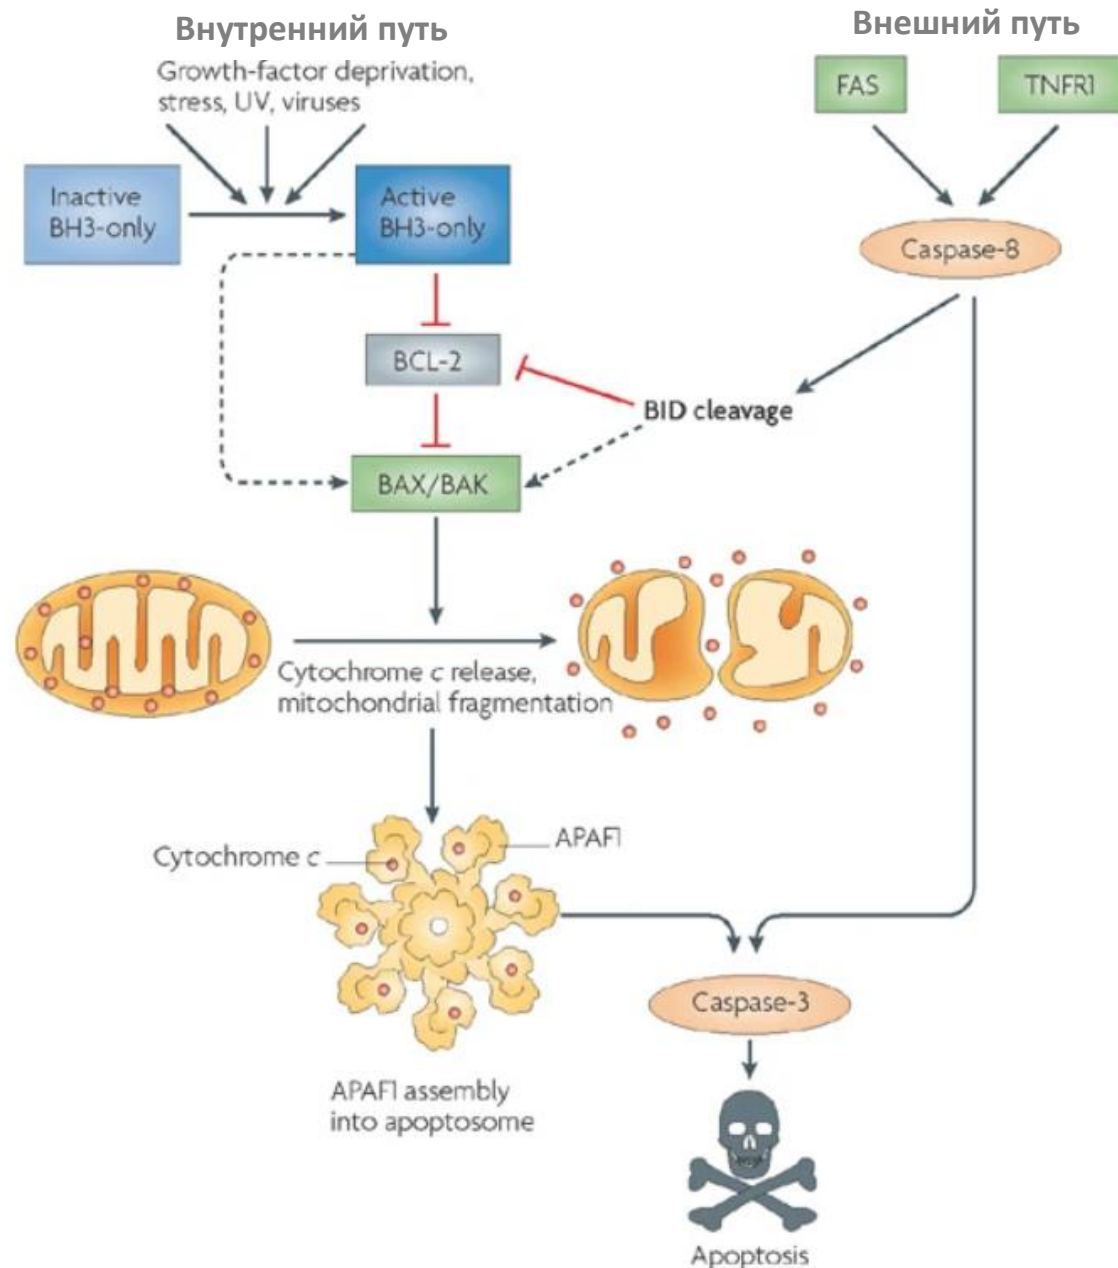 Внутренний путь
Внешний путь
Growth-factor deprivation,
stress, UV, viruses
FAS
TNFR1
Inactive
BH3-only
Active
BH3-only
Caspase-8
BCL-2
BID cleavage
BAX/BAK
Cytochrome c release,
mitochondrial fragmentation
Cytochrome c
APAF1
Caspase-3
APAF1 assembly
into apoptosome
Apoptosis